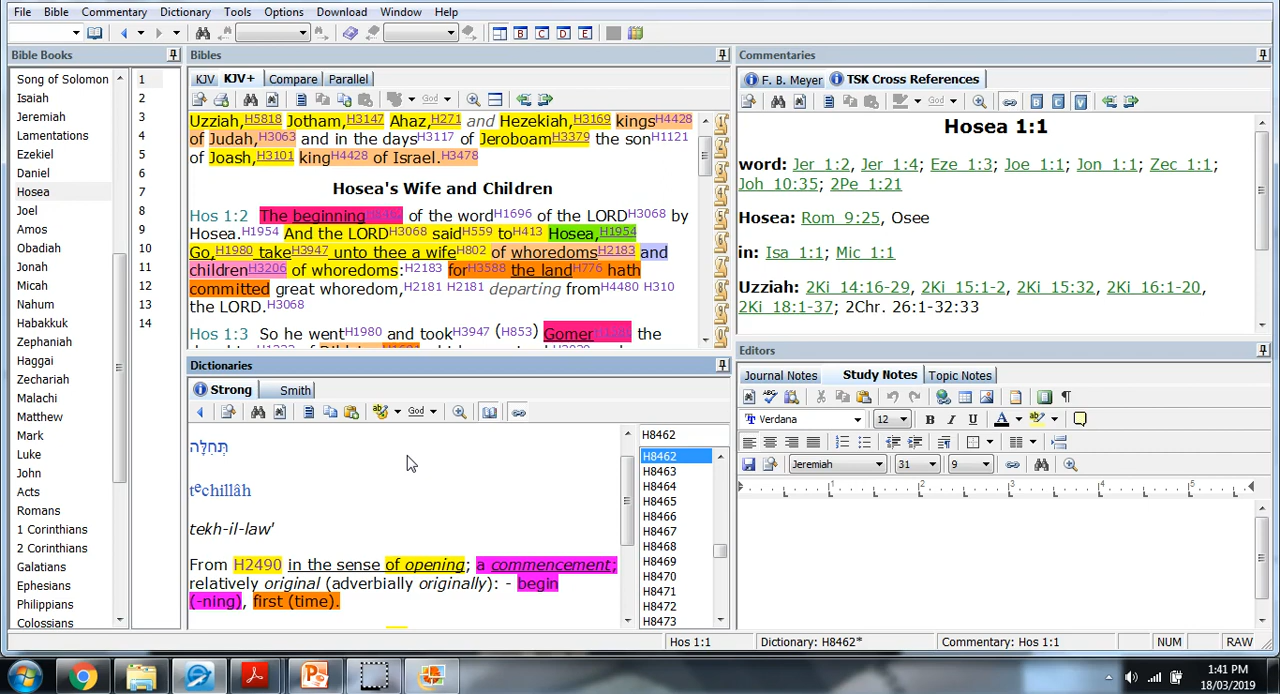 File Bible Commentary Dictionary Tools Options Download Window Help
B C D E
Bible Books
Song of Solomon
Isaiah
Jeremiah
Lamentations
Ezekiel
Daniel
Hosea
Joel
Amos
Obadiah
Jonah
Micah
Nahum
Habakkuk
Zephaniah
Haggai
Zechariah
Malachi
Matthew
Mark
Luke
John
Acts
Romans
1 Corinthians
2 Corinthians
Galatians
Ephesians
Philippians
Colossians
1
2
3
4
5
6
7
8
9
10
11
12
13
14
Bibles
KJV KJV+ Compare Parallel
God
Uzziah,H5818 Jotham,H3147 Ahaz,H271 and Hezekiah,H3169 kingsH4428
of Judah,H3063 and in the daysH3117 of JeroboamH3379 the sonH1121
of Joash,H3101 kingH4428 of Israel.H3478
Hosea's Wife and Children
Hos 1:2 The beginningH8462 of the wordH1696 of the LORDH3068 by
Hosea.H1954 And the LORDH3068 saidH559 toH413 Hosea,H1954
Go,H1980 takeH3947 unto thee a wifeH802 of whoredomsH2183 and
childrenH3206 of whoredoms:H2183 forH3588 the landH776 hath
committed great whoredom,H2181 H2181 departing fromH4480 H310
the LORD.H3068
Hos 1:3 So he wentH1980 and tookH3947 (H853) Gomer the
Dictionaries
Strong Smith
God
תְּחִלָּה
tᵉchillâh
tekh-il-law'
From H2490 in the sense of opening; a commencement;
relatively original (adverbially originally): - begin
(-ning), first (time).
H8462
H8462
H8463
H8464
H8465
H8466
H8467
H8468
H8469
H8470
H8471
H8472
H8473
Commentaries
F. B. Meyer TSK Cross References
God B C V
Hosea 1:1
word: Jer 1:2, Jer 1:4; Eze 1:3; Joe 1:1; Jon 1:1; Zec 1:1;
Joh 10:35; 2Pe 1:21
Hosea: Rom 9:25, Osee
in: Isa 1:1; Mic 1:1
Uzziah: 2Ki 14:16-29, 2Ki 15:1-2, 2Ki 15:32, 2Ki 16:1-20,
2Ki 18:1-37; 2Chr. 26:1-32:33
Editors
Journal Notes Study Notes Topic Notes
Verdana 12 B I U A
Jeremiah 31 9
1 2 3 4 5
Hos 1:1 Dictionary: H8462* Commentary: Hos 1:1 NUM RAW
1:41 PM
18/03/2019